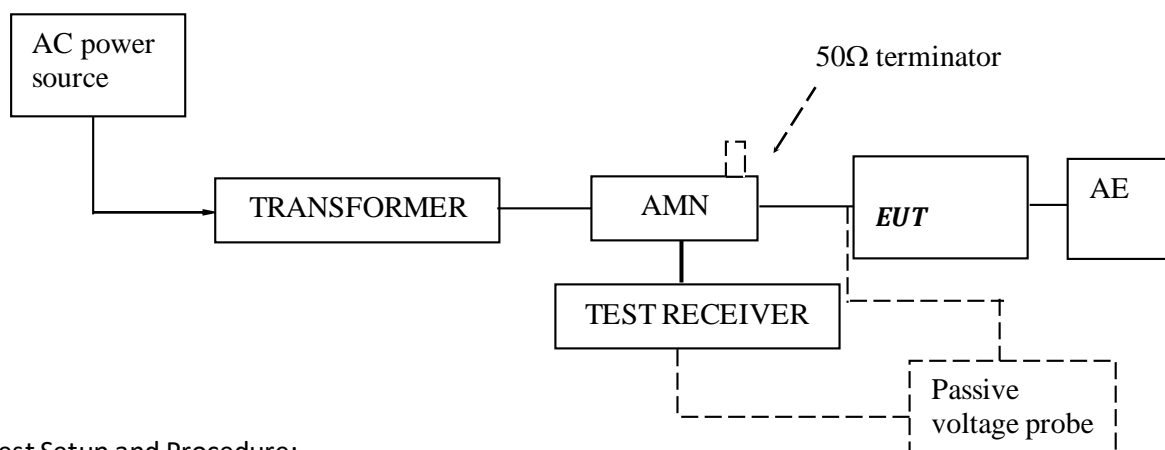 AC power
source
50Ω terminator
TRANSFORMER
AMN
EUT
AE
TEST RECEIVER
Passive
voltage probe
est Setup and Procedure: